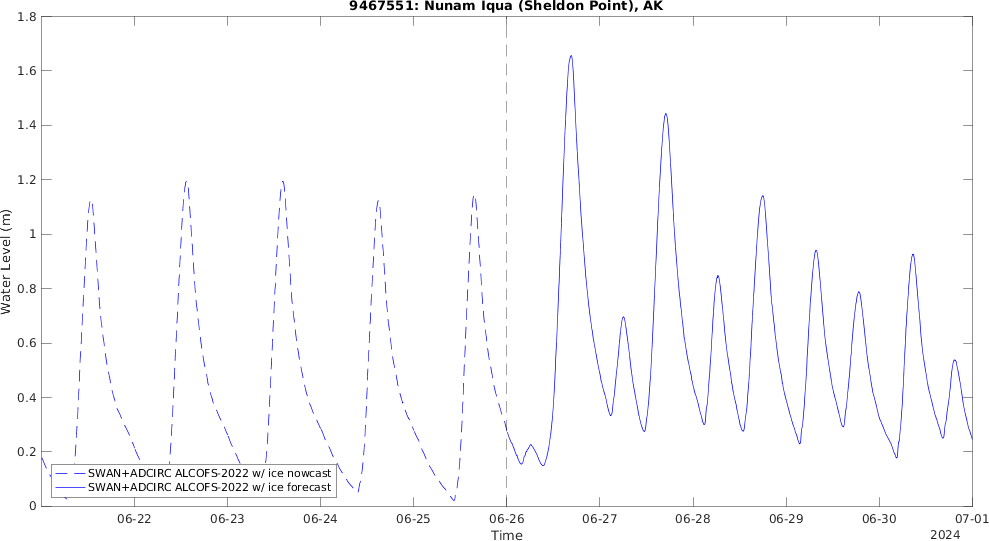 9467551: Nunam Iqua (Sheldon Point), AK
Water Level (m)
1.8
1.6
1.4
1.2
1
0.8
0.6
0.4
0.2
0
SWAN+ADCIRC ALCOFS-2022 w/ ice nowcast
SWAN+ADCIRC ALCOFS-2022 w/ ice forecast
06-22 06-23 06-24 06-25 06-26 06-27 06-28 06-29 06-30 07-01
Time
2024